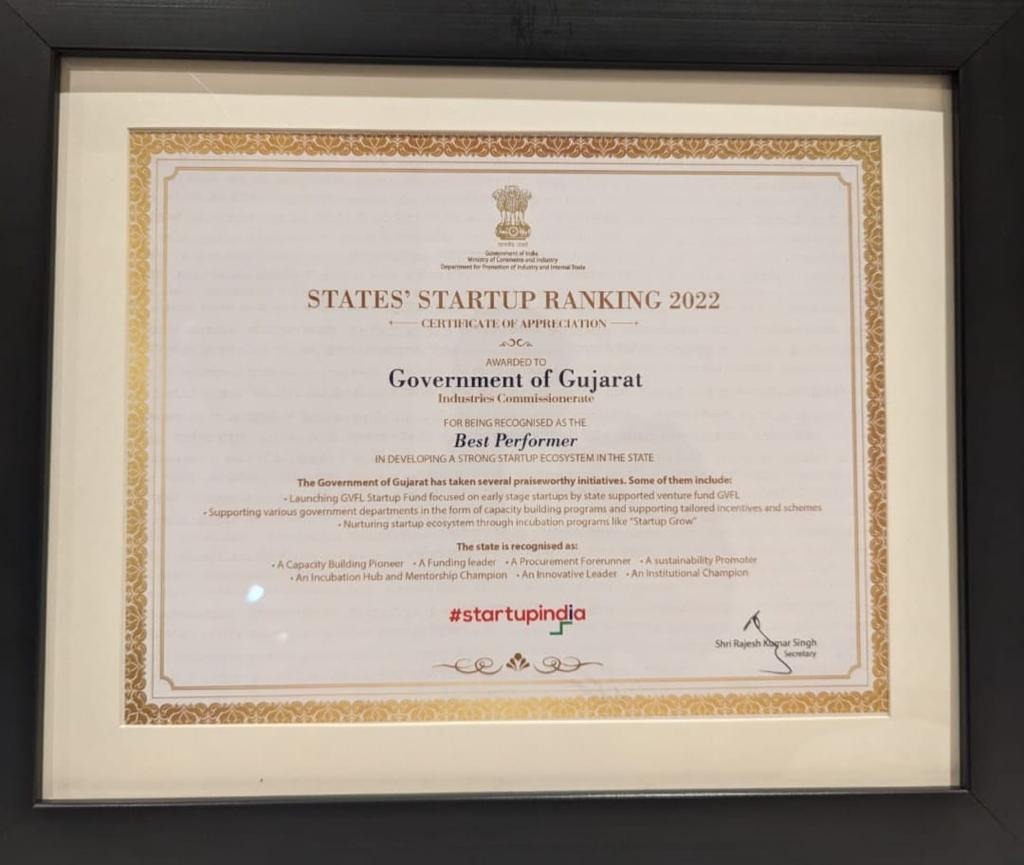 Government of India
Ministry of Commerce and Industry
Department for Promotion of Industry and Internal Trade
STATES' STARTUP RANKING 2022
CERTIFICATE OF APPRECIATION
AWARDED TO
Government of Gujarat
Industries Commissionerate
FOR BEING RECOGNISED AS THE
Best Performer
IN DEVELOPING A STRONG STARTUP ECOSYSTEM IN THE STATE
The Government of Gujarat has taken several praiseworthy initiatives. Some of them include:
• Launching GVFL Startup Fund focused on early stage startups by state supported venture fund GVFL
• Supporting various government departments in the form of capacity building programs and supporting tailored incentives and schemes
• Nurturing startup ecosystem through incubation programs like "Startup Grow"
The state is recognised as:
• A Capacity Building Pioneer • A Funding leader • A Procurement Forerunner • A sustainability Promoter
• An Incubation Hub and Mentorship Champion • An Innovative Leader • An Institutional Champion
#startupindia
Shri Rajesh Kumar Singh
Secretary